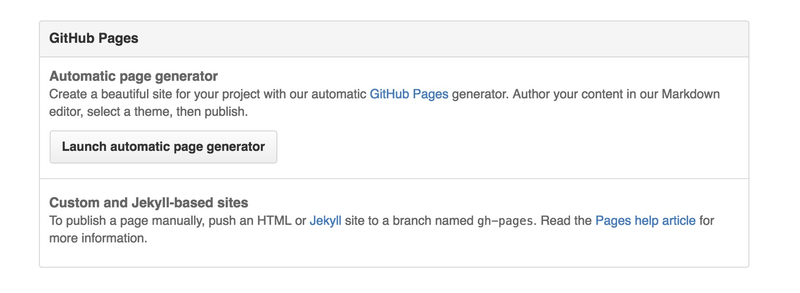 GitHub Pages
Automatic page generator
Create a beautiful site for your project with our automatic GitHub Pages generator. Author your content in our Markdown
editor, select a theme, then publish.
Launch automatic page generator
Custom and Jekyll-based sites
To publish a page manually, push an HTML or Jekyll site to a branch named gh-pages. Read the Pages help article for
more information.